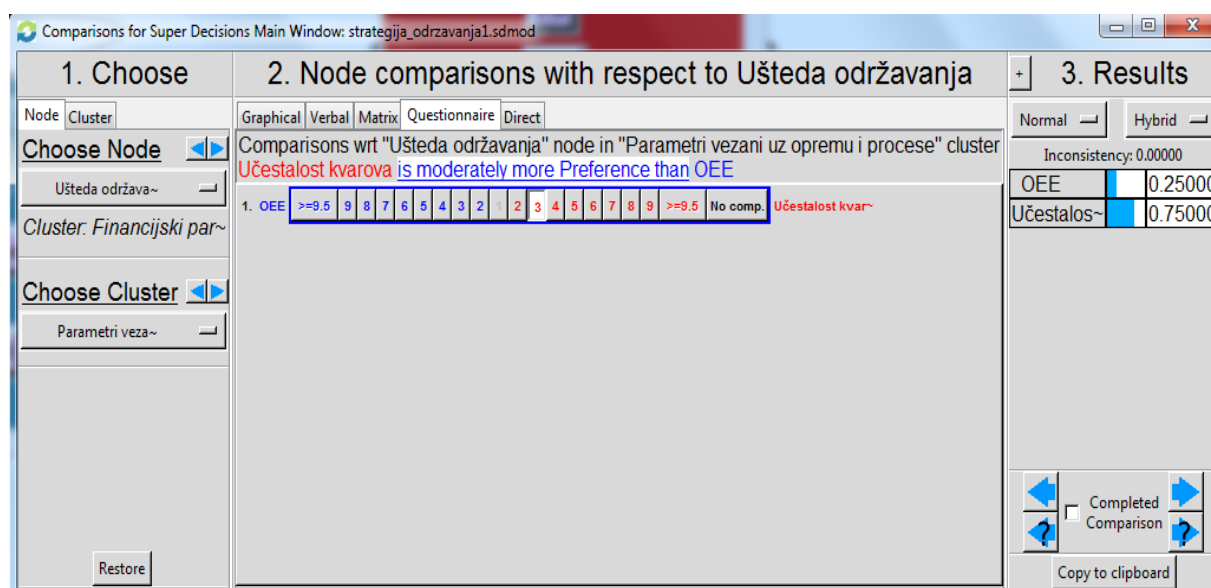 Comparisons for Super Decisions Main Window: strategija_odrzavanja1.sdmod
1. Choose
2. Node comparisons with respect to Ušteda održavanja
+ 3. Results
Node Cluster
Graphical Verbal Matrix Questionnaire Direct
Normal Hybrid
Choose Node
Comparisons wrt "Ušteda održavanja" node in "Parametri vezani uz opremu i procese" cluster
Učestalost kvarova is moderately more Preference than OEE
Inconsistency: 0.00000
Ušteda održava~
1. OEE >=9.5 9 8 7 6 5 4 3 2 1 2 3 4 5 6 7 8 9 >=9.5 No comp. Učestalost kvar~
OEE 0.25000
Učestalos~ 0.75000
Cluster: Financijski par~
Choose Cluster
Parametri veza~
Completed
Comparison
? ?
Restore
Copy to clipboard